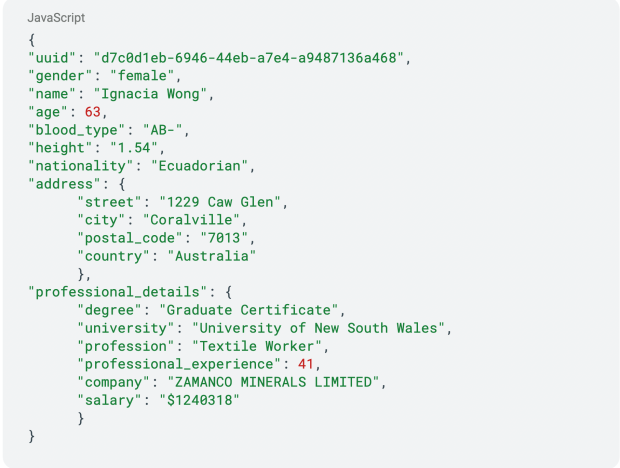 JavaScript
{
"uuid": "d7c0d1eb-6946-44eb-a7e4-a9487136a468",
"gender": "female",
"name": "Ignacia Wong",
"age": 63,
"blood_type": "AB-",
"height": "1.54",
"nationality": "Ecuadorian",
"address": {
"street": "1229 Caw Glen",
"city": "Coralville",
"postal_code": "7013",
"country": "Australia"
},
"professional_details": {
"degree": "Graduate Certificate",
"university": "University of New South Wales",
"profession": "Textile Worker",
"professional_experience": 41,
"company": "ZAMANCO MINERALS LIMITED",
"salary": "$1240318"
}
}